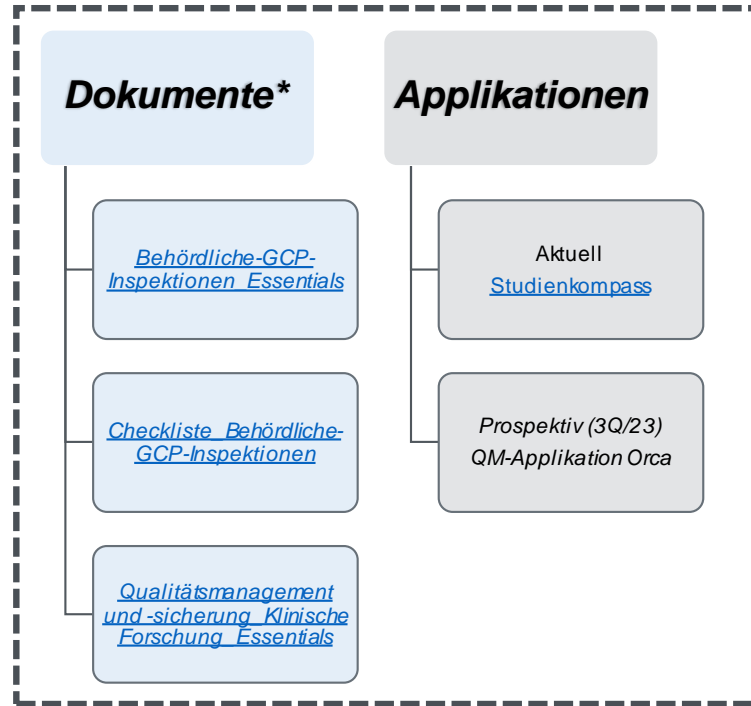 Dokumente*
Behördliche-GCP-
Inspektionen_Essentials
Checkliste_Behördliche-
GCP-Inspektionen
Qualitätsmanagement
und -sicherung_Klinische
Forschung_Essentials
Applikationen
Aktuell
Studienkompass
Prospektiv (3Q/23)
QM-Applikation Orca